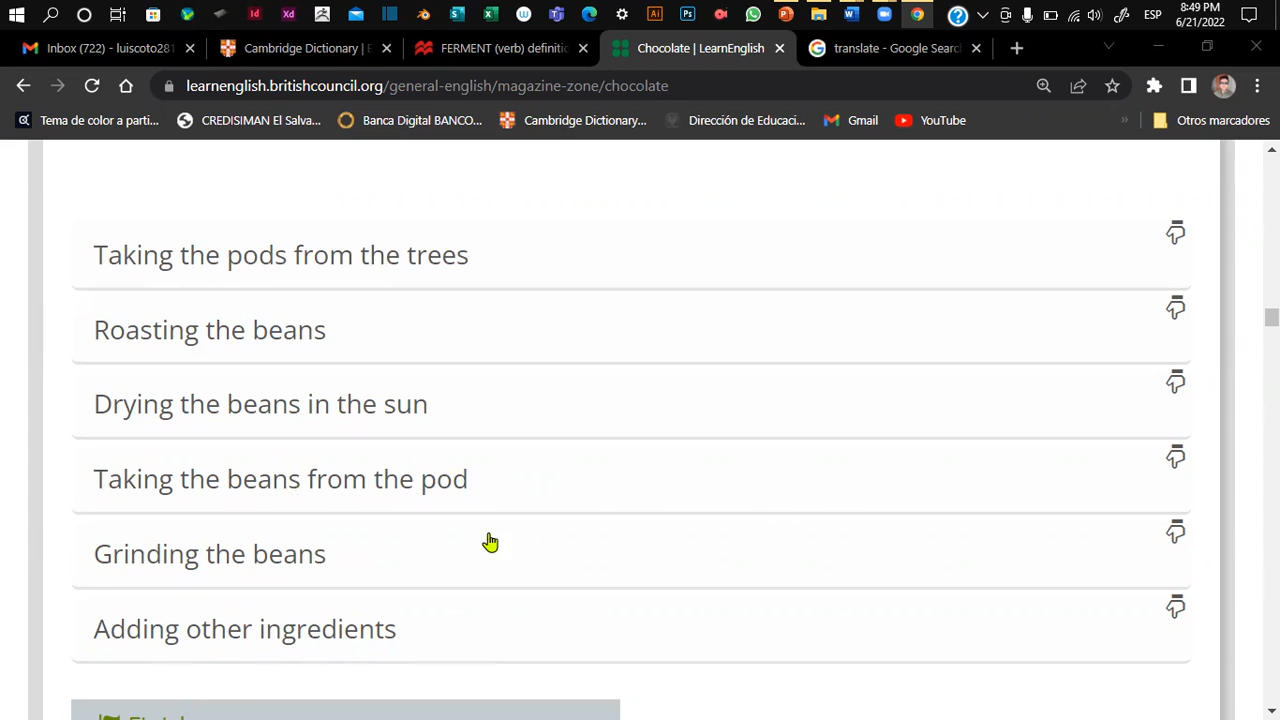 8:49 PM
ESP
6/21/2022
Inbox (722) - luiscoto281
Cambridge Dictionary | E
FERMENT (verb) definitio
Chocolate | LearnEnglish
translate - Google Search
learnenglish.britishcouncil.org/general-english/magazine-zone/chocolate
Tema de color a parti...
CREDISIMAN El Salva...
Banca Digital BANCO...
Cambridge Dictionary...
Dirección de Educaci...
Gmail
YouTube
Otros marcadores
Taking the pods from the trees
Roasting the beans
Drying the beans in the sun
Taking the beans from the pod
Grinding the beans
Adding other ingredients